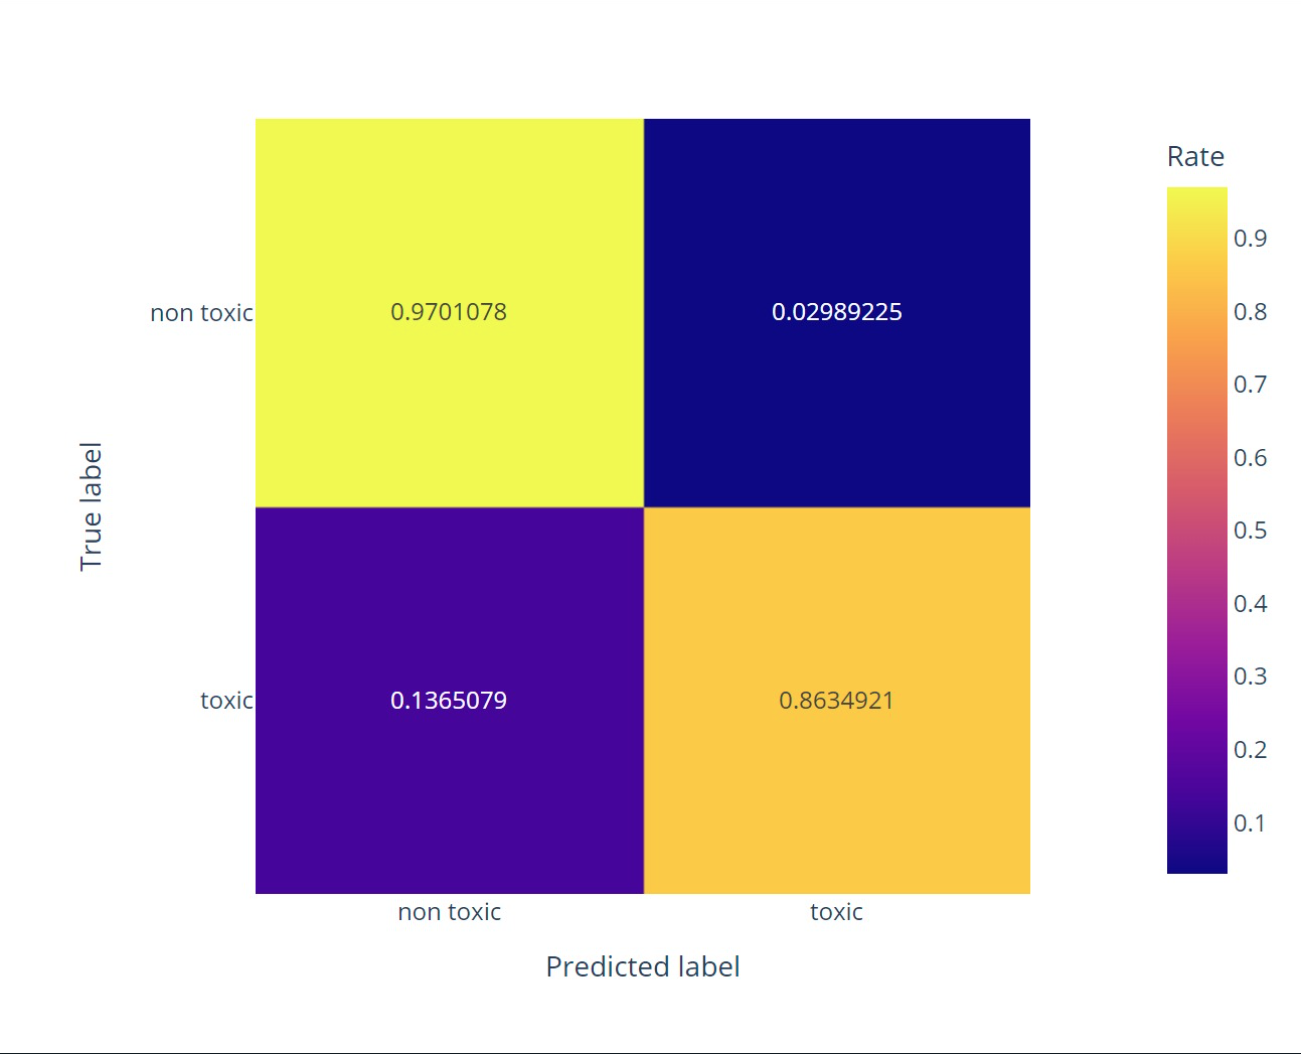 Rate
0.9
0.8
0.7
0.6
0.5
0.4
0.3
0.2
0.1
True label
non toxic
0.9701078
0.02989225
toxic
0.1365079
0.8634921
non toxic
toxic
Predicted label